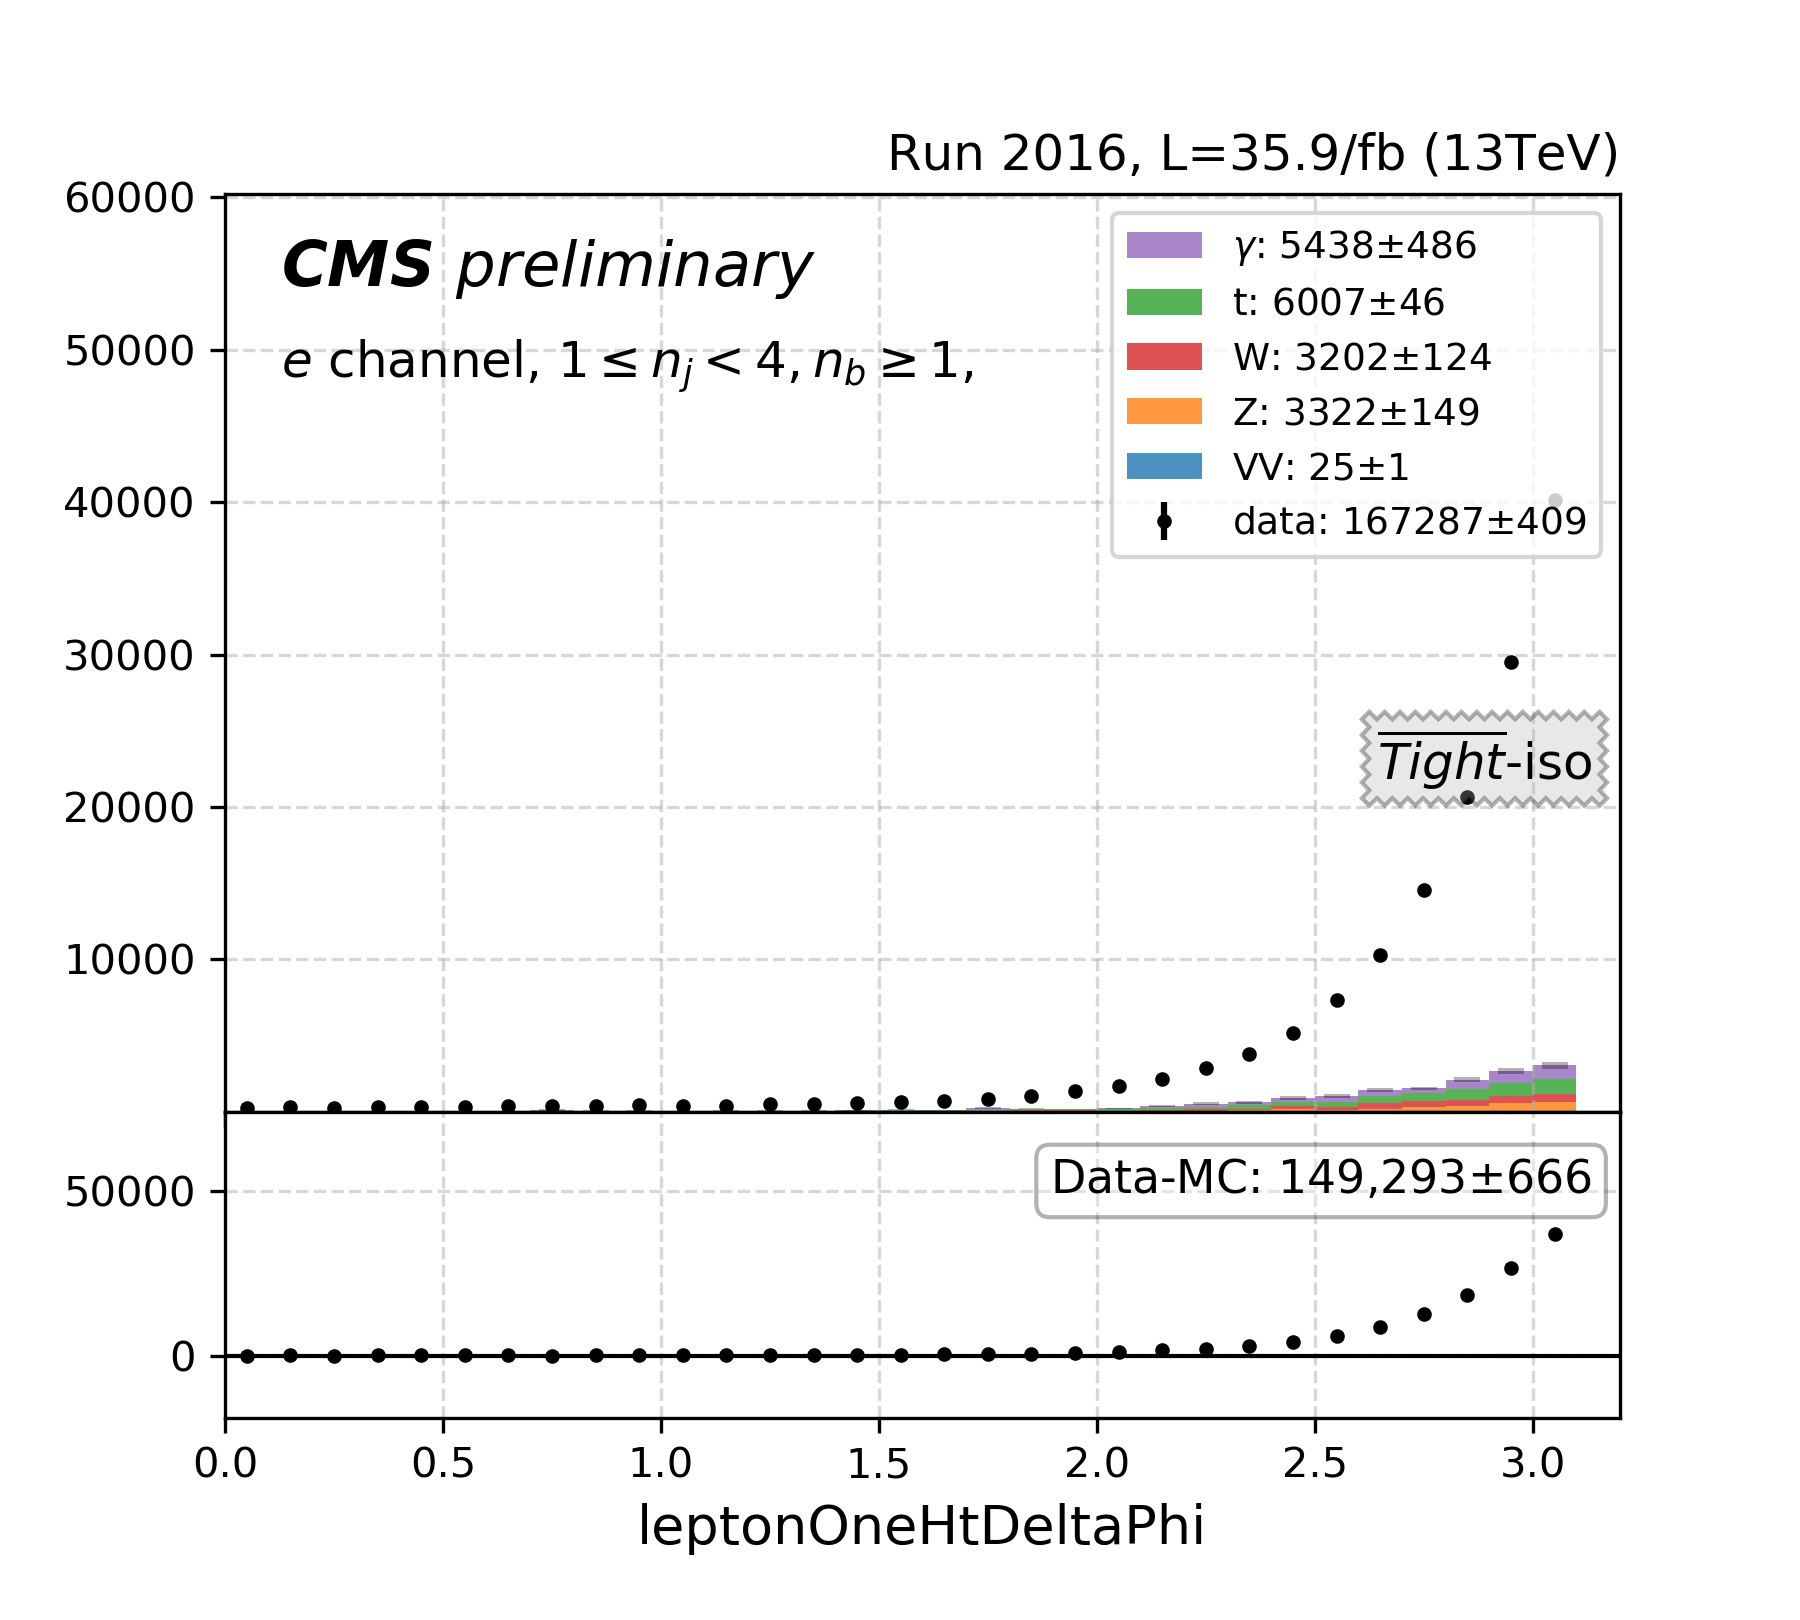 Run 2016, L=35.9/fb (13TeV)
60000
50000
40000
30000
20000
10000
CMS preliminary
e channel, 1 ≤ n_j < 4, n_b ≥ 1,
γ: 5438±486
t: 6007±46
W: 3202±124
Z: 3322±149
VV: 25±1
data: 167287±409
T̅i̅g̅h̅t̅-iso
Data-MC: 149,293±666
50000
0
0.0 0.5 1.0 1.5 2.0 2.5 3.0
leptonOneHtDeltaPhi